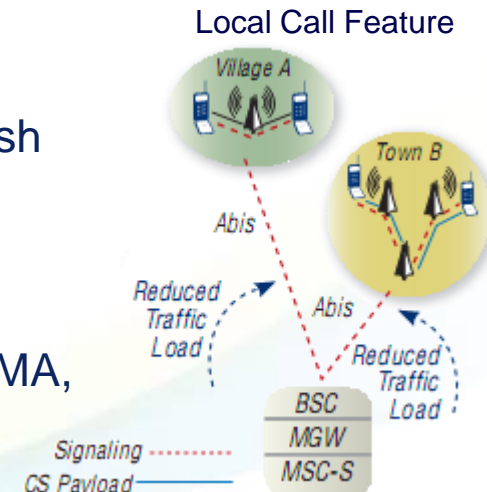 Local Call Feature
Village A
sh
Town B
Abis
Reduced
Traffic
Load
Abis
Reduced
Traffic
Load
MA,
BSC
MGW
MSC-S
Signaling
CS Payload